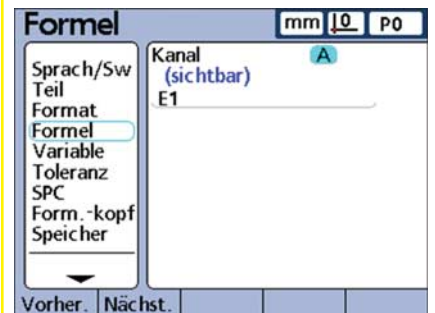 Formel
mm 0 P0
Sprach/Sw
Teil
Format
Formel
Variable
Toleranz
SPC
Form.-kopf
Speicher
Kanal A
(sichtbar)
E1
Vorher. Nächst.